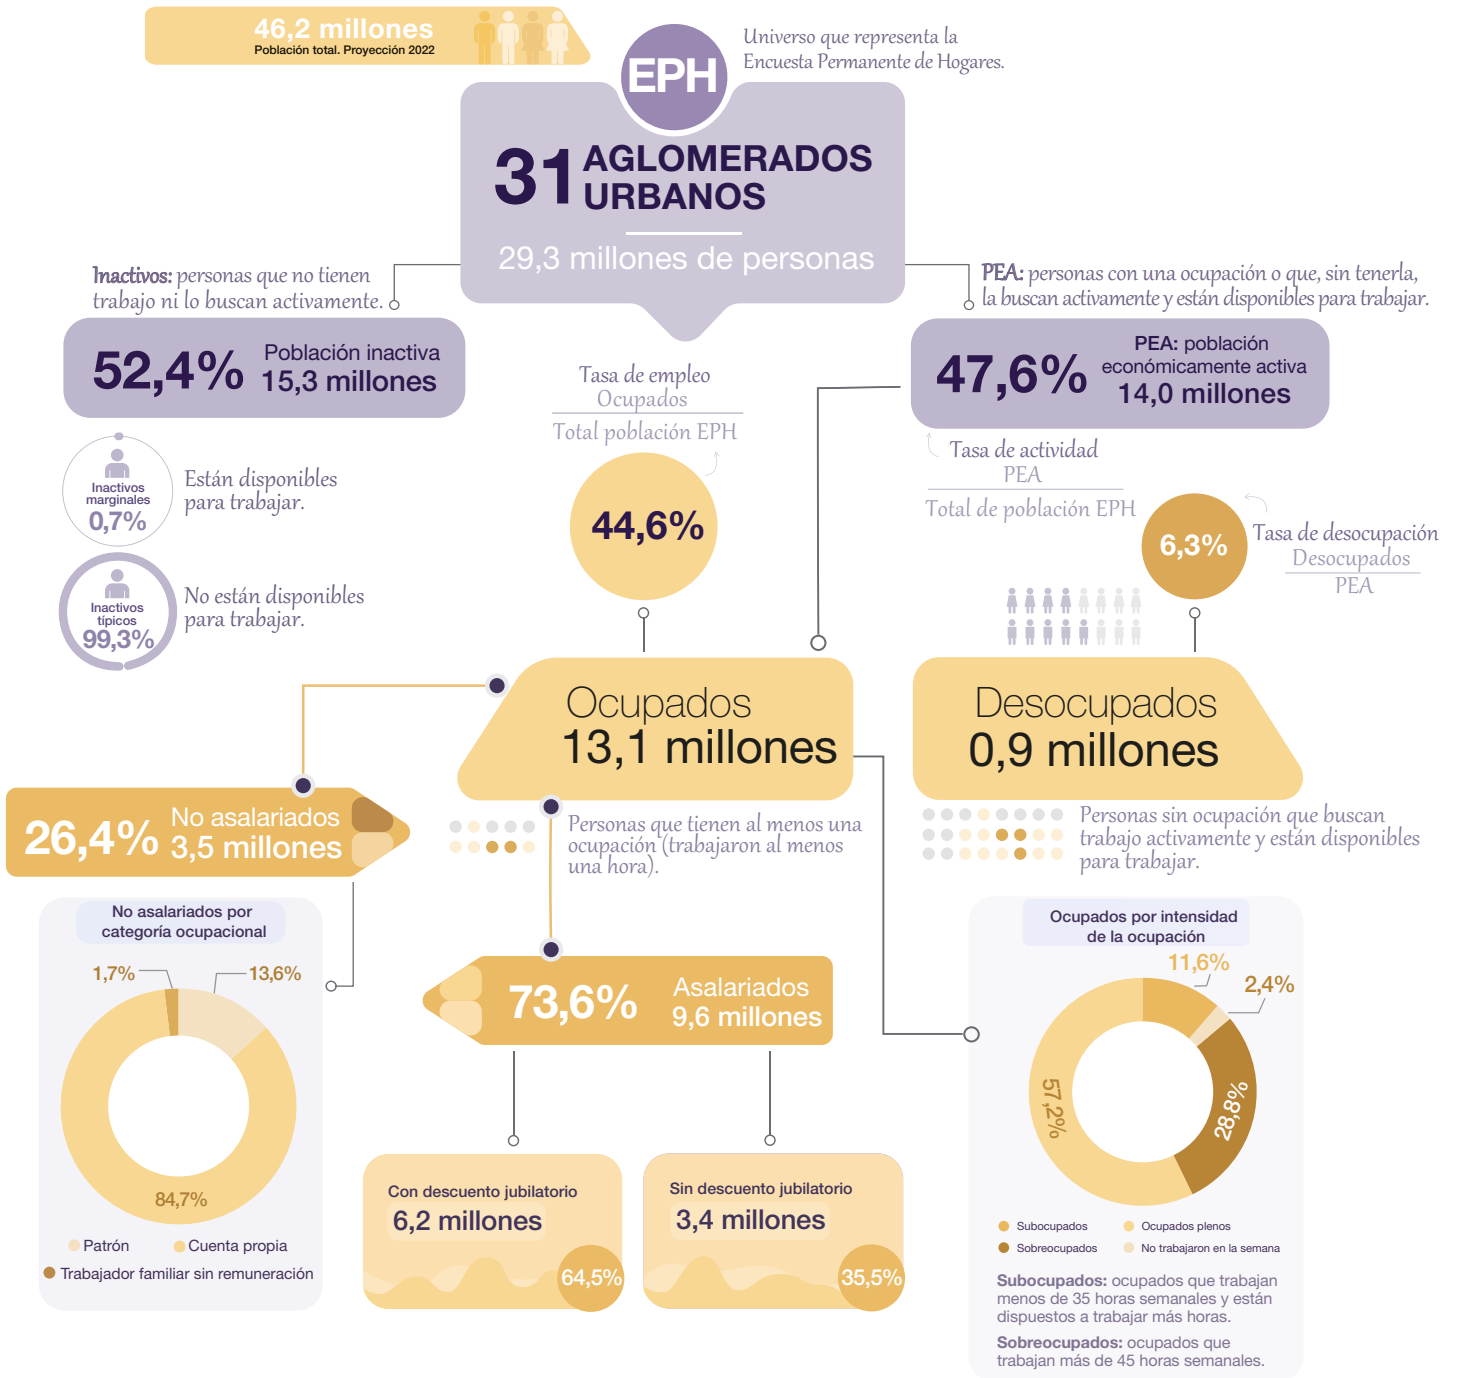 46,2 millones
Población total. Proyección 2022
EPH
Universo que representa la
Encuesta Permanente de Hogares.
31 AGLOMERADOS
URBANOS
29,3 millones de personas
Inactivos: personas que no tienen
trabajo ni lo buscan activamente.
PEA: personas con una ocupación o que, sin tenerla,
la buscan activamente y están disponibles para trabajar.
52,4%
Población inactiva
15,3 millones
47,6%
PEA: población
económicamente activa
14,0 millones
Tasa de empleo
Ocupados
Total población EPH
44,6%
Tasa de actividad
PEA
Total de población EPH
6,3%
Tasa de desocupación
Desocupados
PEA
Inactivos
marginales
0,7%
Están disponibles
para trabajar.
Inactivos
típicos
99,3%
No están disponibles
para trabajar.
Ocupados
13,1 millones
Desocupados
0,9 millones
26,4%
No asalariados
3,5 millones
Personas que tienen al menos una
ocupación (trabajaron al menos
una hora).
Personas sin ocupación que buscan
trabajo activamente y están disponibles
para trabajar.
No asalariados por
categoría ocupacional
1,7%
13,6%
84,7%
Patrón
Cuenta propia
Trabajador familiar sin remuneración
73,6%
Asalariados
9,6 millones
Con descuento jubilatorio
6,2 millones
64,5%
Sin descuento jubilatorio
3,4 millones
35,5%
Ocupados por intensidad
de la ocupación
11,6%
2,4%
57,2%
28,8%
Subocupados
Ocupados plenos
Sobreocupados
No trabajaron en la semana
Subocupados: ocupados que trabajan
menos de 35 horas semanales y están
dispuestos a trabajar más horas.
Sobreocupados: ocupados que
trabajan más de 45 horas semanales.